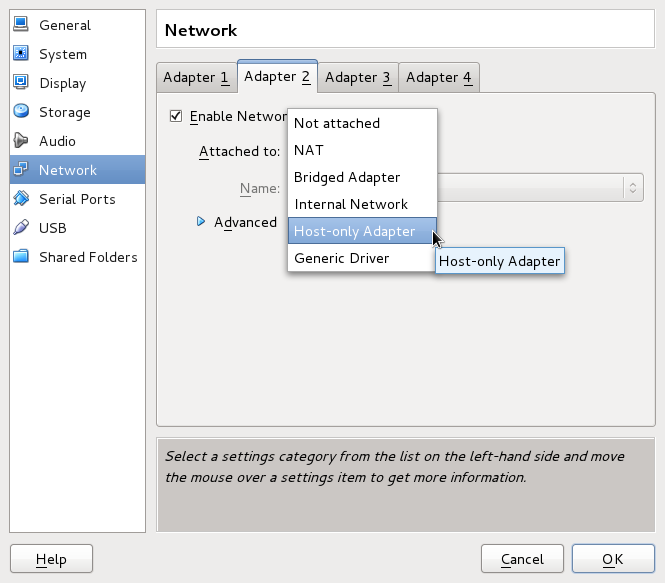 General
System
Display
Storage
Audio
Network
Serial Ports
USB
Shared Folders
Network
Adapter 1 Adapter 2 Adapter 3 Adapter 4
Enable Networ
Attached to:
Name:
Advanced
Not attached
NAT
Bridged Adapter
Internal Network
Host-only Adapter
Generic Driver
Host-only Adapter
Select a settings category from the list on the left-hand side and move
the mouse over a settings item to get more information.
Help Cancel OK